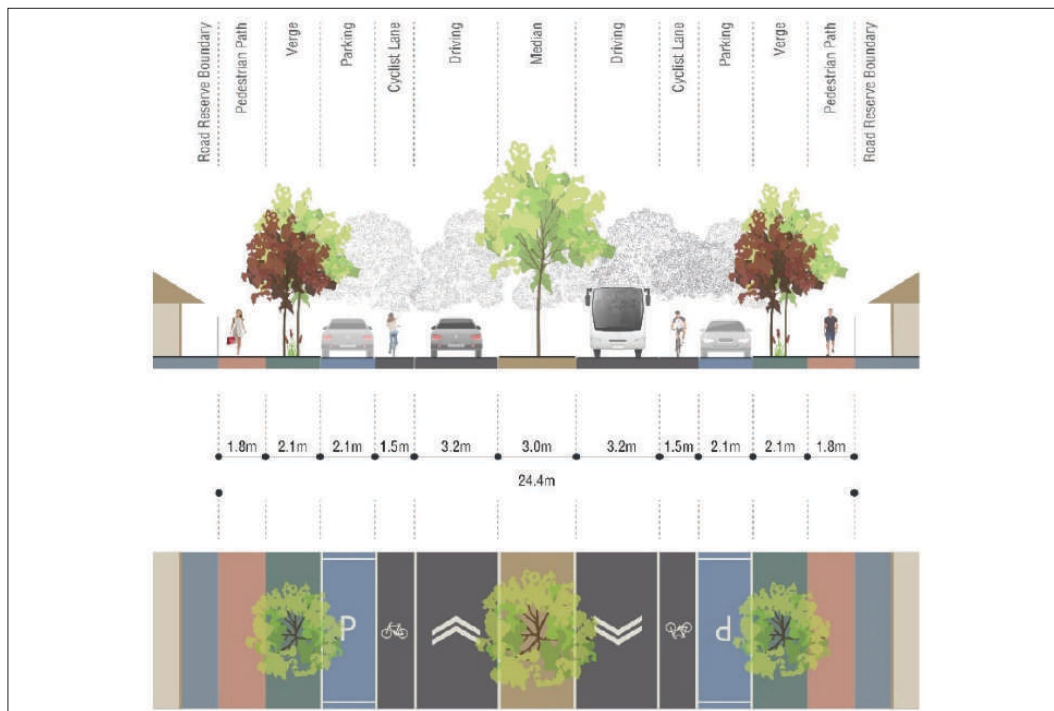 Road Reserve Boundary
Pedestrian Path
Verge
Parking
Cyclist Lane
Driving
Median
Driving
Cyclist Lane
Parking
Verge
Pedestrian Path
Road Reserve Boundary
1.8m 2.1m 2.1m 1.5m 3.2m 3.0m 3.2m 1.5m 2.1m 2.1m 1.8m
24.4m
P P